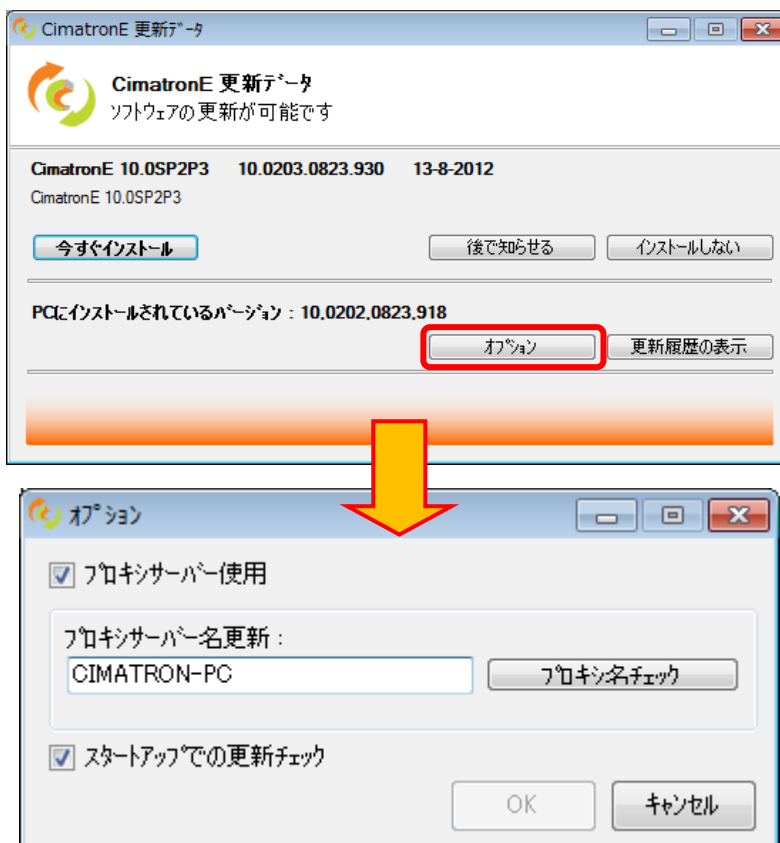 CimatronE 更新ﾃﾞｰﾀ
CimatronE 更新ﾃﾞｰﾀ
ｿﾌﾄｳｪｱの更新が可能です
CimatronE 10.0SP2P3 10.0203.0823.930 13-8-2012
CimatronE 10.0SP2P3
今すぐｲﾝｽﾄｰﾙ 後で知らせる ｲﾝｽﾄｰﾙしない
PCにｲﾝｽﾄｰﾙされているﾊﾞｰｼﾞｮﾝ : 10.0202.0823.918
ｵﾌﾟｼｮﾝ 更新履歴の表示
ｵﾌﾟｼｮﾝ
ﾌﾟﾛｷｼｻｰﾊﾞｰ使用
ﾌﾟﾛｷｼｻｰﾊﾞｰ名更新 :
CIMATRON-PC ﾌﾟﾛｷｼ名ﾁｪｯｸ
ｽﾀｰﾄｱｯﾌﾟでの更新ﾁｪｯｸ
OK ｷｬﾝｾﾙ